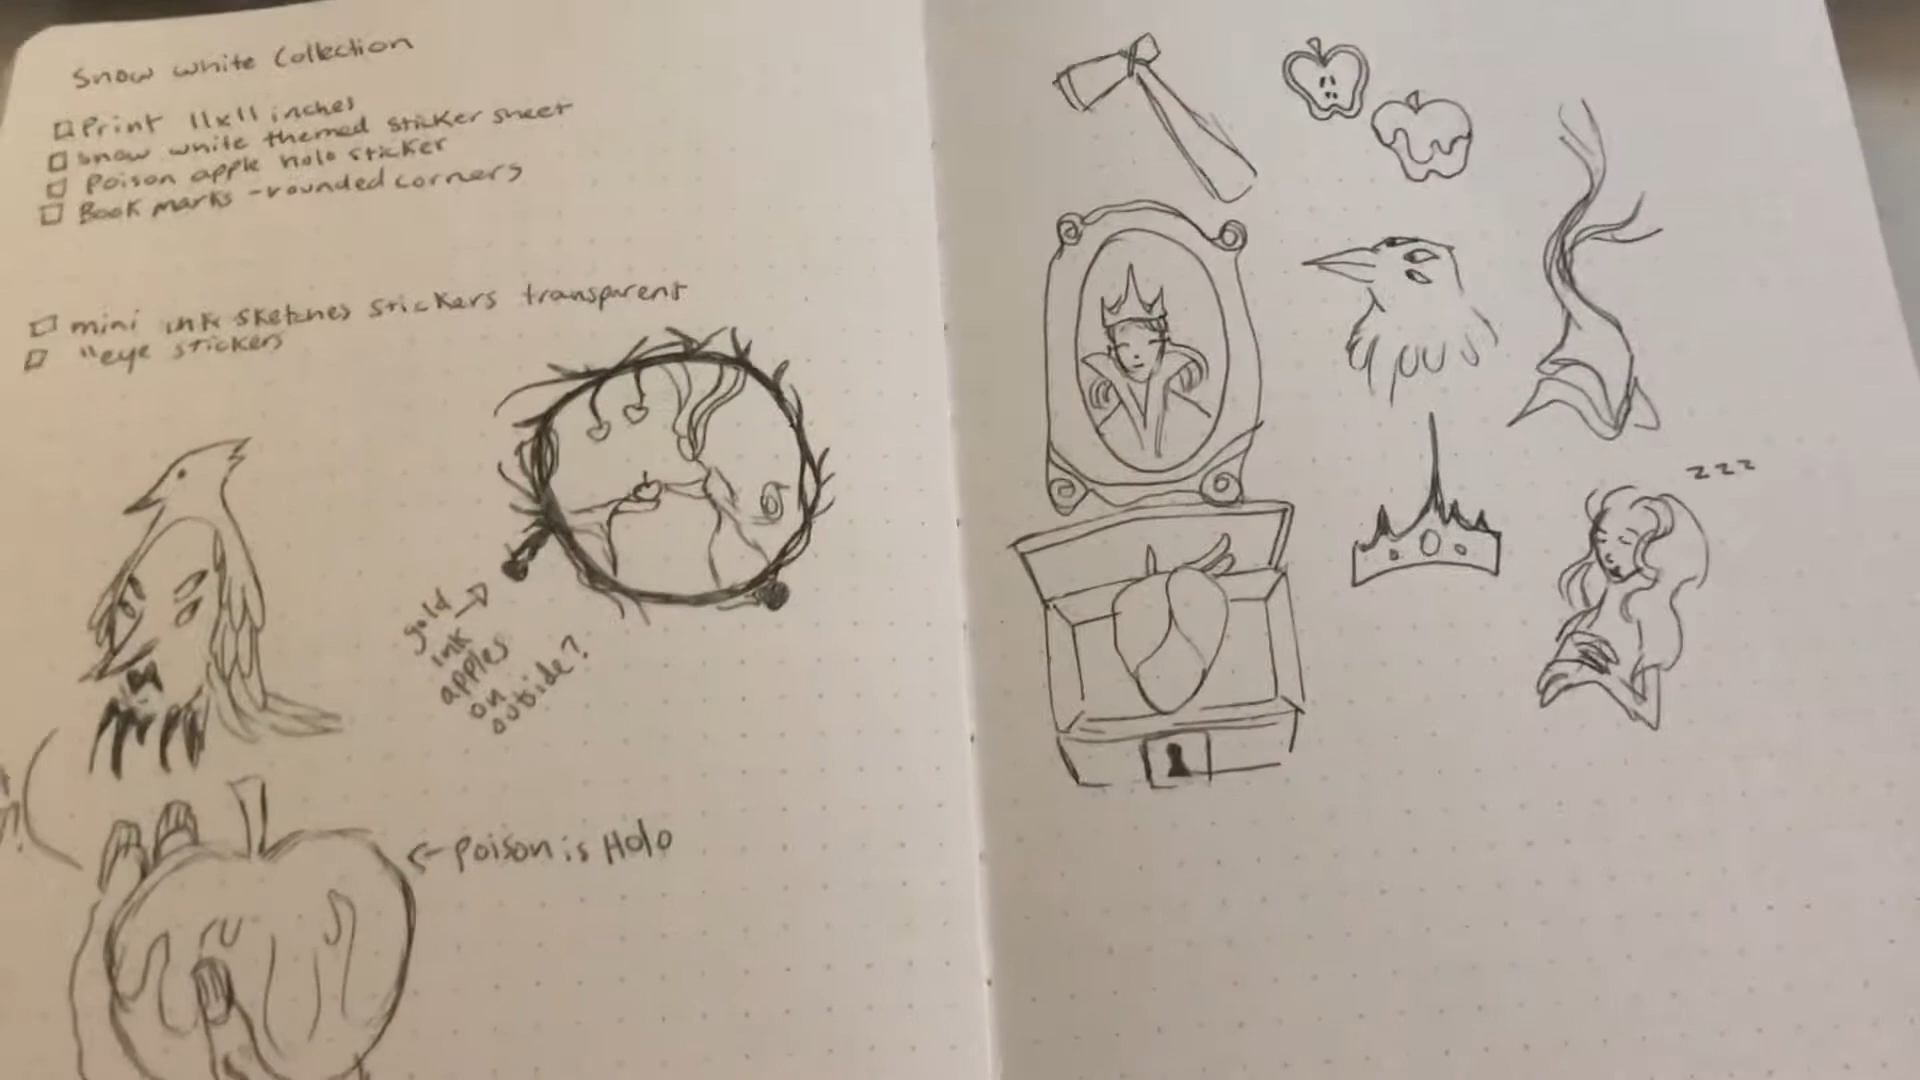 Snow white Collection
Print 11x11 inches
snow white themed sticker sheet
Poison apple holo sticker
Book marks - rounded corners
mini ink sketches stickers transparent
"eye stickers
gold
ink
apples
on
outside?
← Poison is Holo
z z z